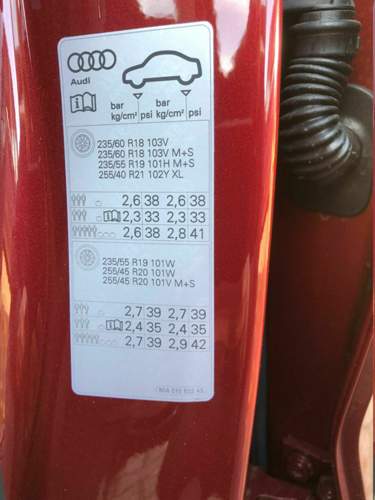 Audi
bar psi bar psi
kg/cm² kg/cm²
235/60 R18 103V
235/60 R18 103V M+S
235/55 R19 101H M+S
255/40 R21 102Y XL
2,6 38 2,6 38
2,3 33 2,3 33
2,6 38 2,8 41
235/55 R19 101W
255/45 R20 101W
255/45 R20 101V M+S
2,7 39 2,7 39
2,4 35 2,4 35
2,7 39 2,9 42